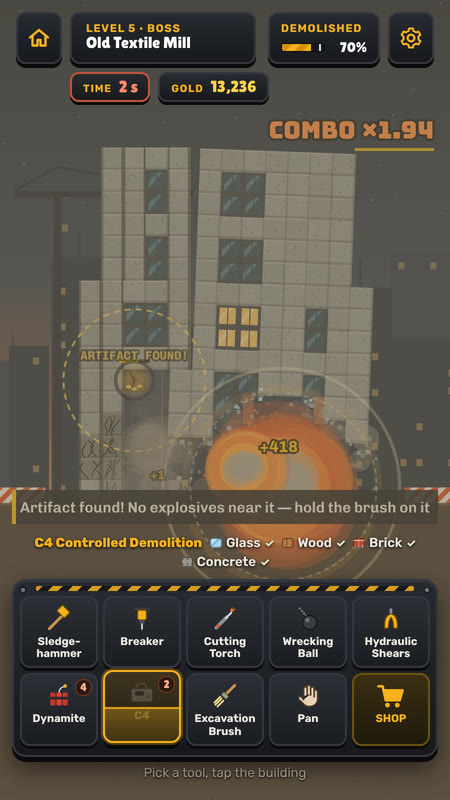 LEVEL 5 • BOSS
Old Textile Mill
DEMOLISHED
70%
TIME 2 s
GOLD 13,236
COMBO ×1.94
ARTIFACT FOUND!
+418
+1
Artifact found! No explosives near it — hold the brush on it
C4 Controlled Demolition Glass ✓ Wood ✓ Brick ✓
Concrete ✓
Sledge-
hammer
Breaker
Cutting
Torch
Wrecking
Ball
Hydraulic
Shears
4
Dynamite
2
C4
Excavation
Brush
Pan
SHOP
Pick a tool, tap the building